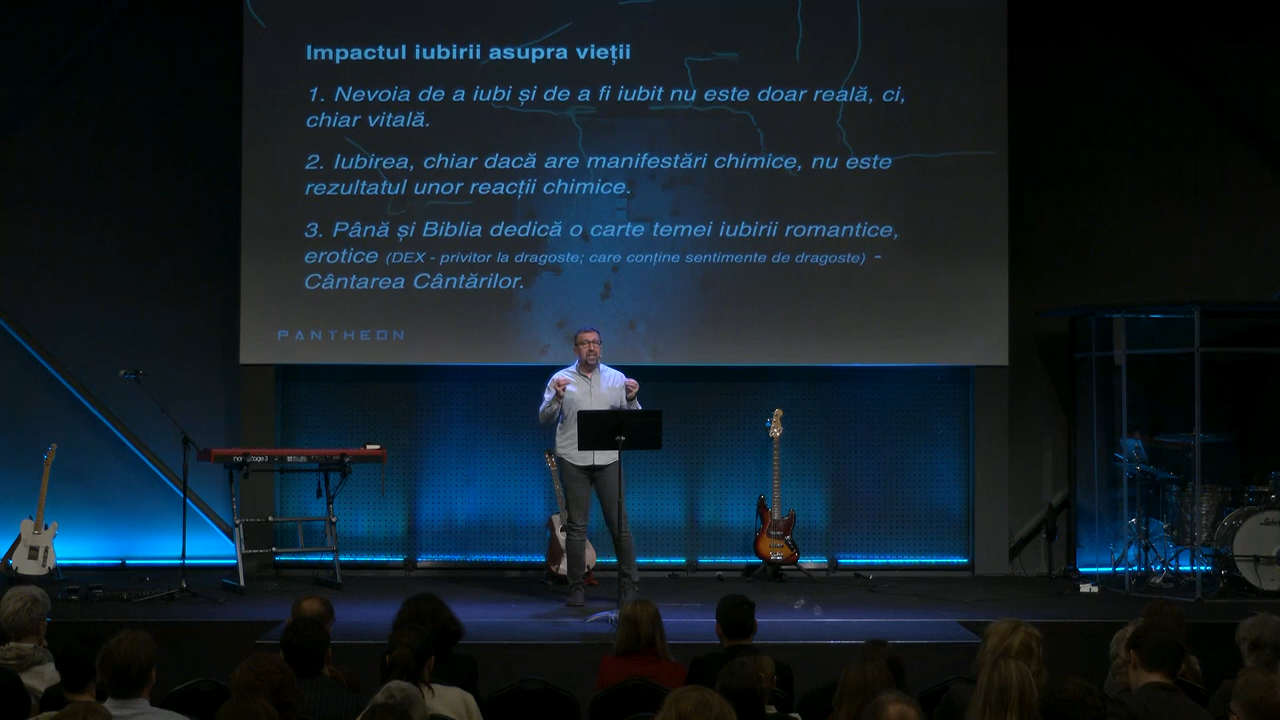 Impactul iubirii asupra vieții
1. Nevoia de a iubi și de a fi iubit nu este doar reală, ci,
chiar vitală.
2. Iubirea, chiar dacă are manifestări chimice, nu este
rezultatul unor reacții chimice.
3. Până și Biblia dedică o carte temei iubirii romantice,
erotice (DEX - privitor la dragoste; care conține sentimente de dragoste) -
Cântarea Cântărilor.
PANTHEON